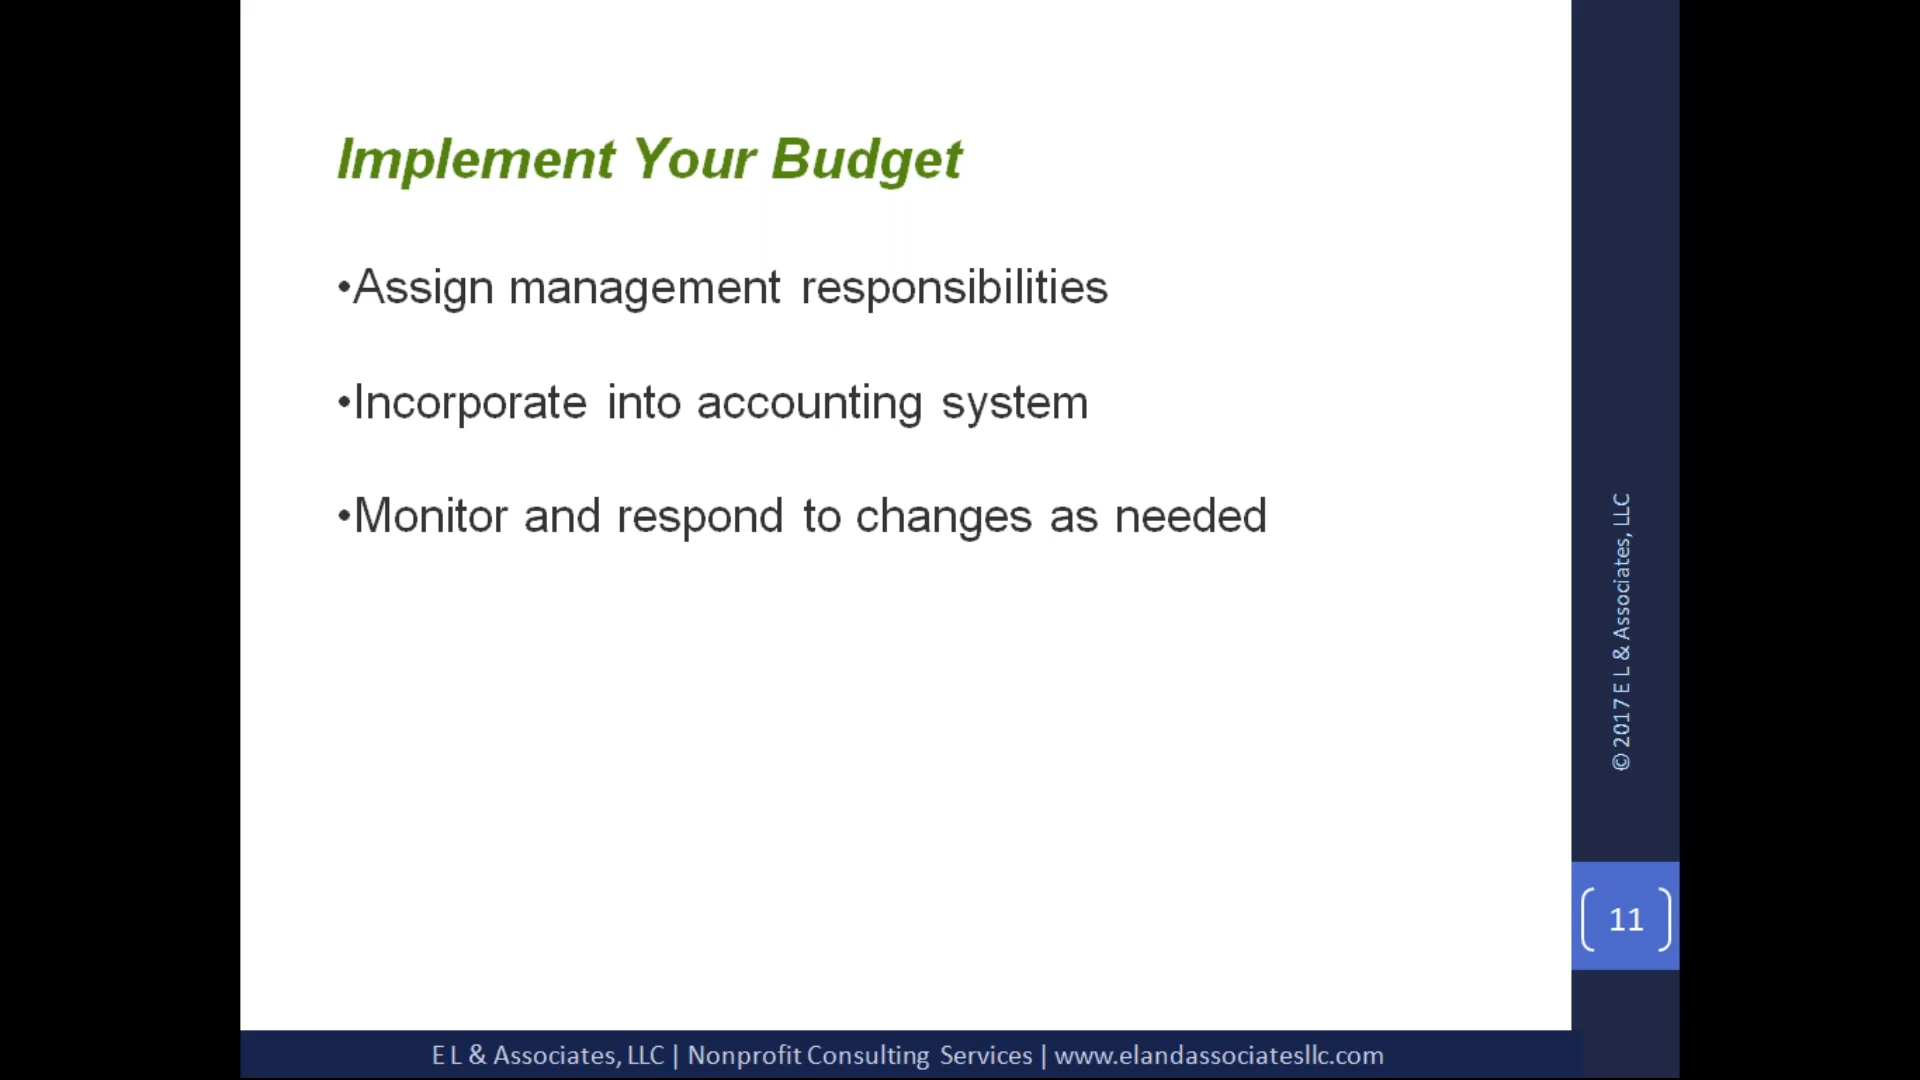 Implement Your Budget
•Assign management responsibilities
•Incorporate into accounting system
•Monitor and respond to changes as needed
© 2017 E L & Associates, LLC
11
E L & Associates, LLC | Nonprofit Consulting Services | www.elandassociatesllc.com